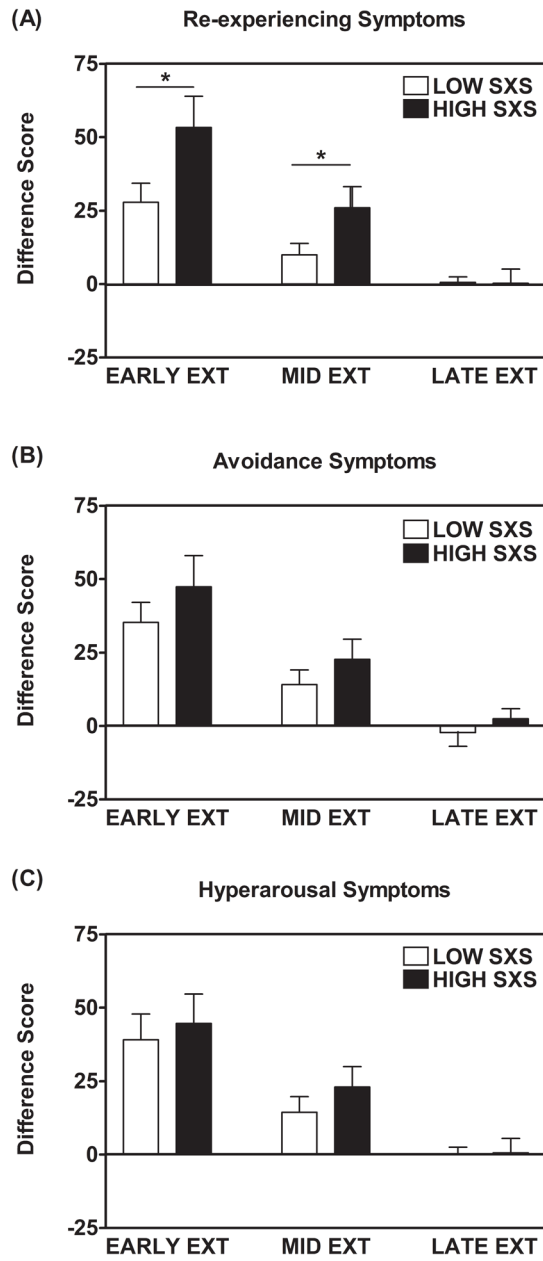 (A)
Re-experiencing Symptoms
75
50
25
0
-25
Difference Score
*
*
LOW SXS
HIGH SXS
EARLY EXT MID EXT LATE EXT
(B)
Avoidance Symptoms
75
50
25
0
-25
Difference Score
LOW SXS
HIGH SXS
EARLY EXT MID EXT LATE EXT
(C)
Hyperarousal Symptoms
75
50
25
0
-25
Difference Score
LOW SXS
HIGH SXS
EARLY EXT MID EXT LATE EXT